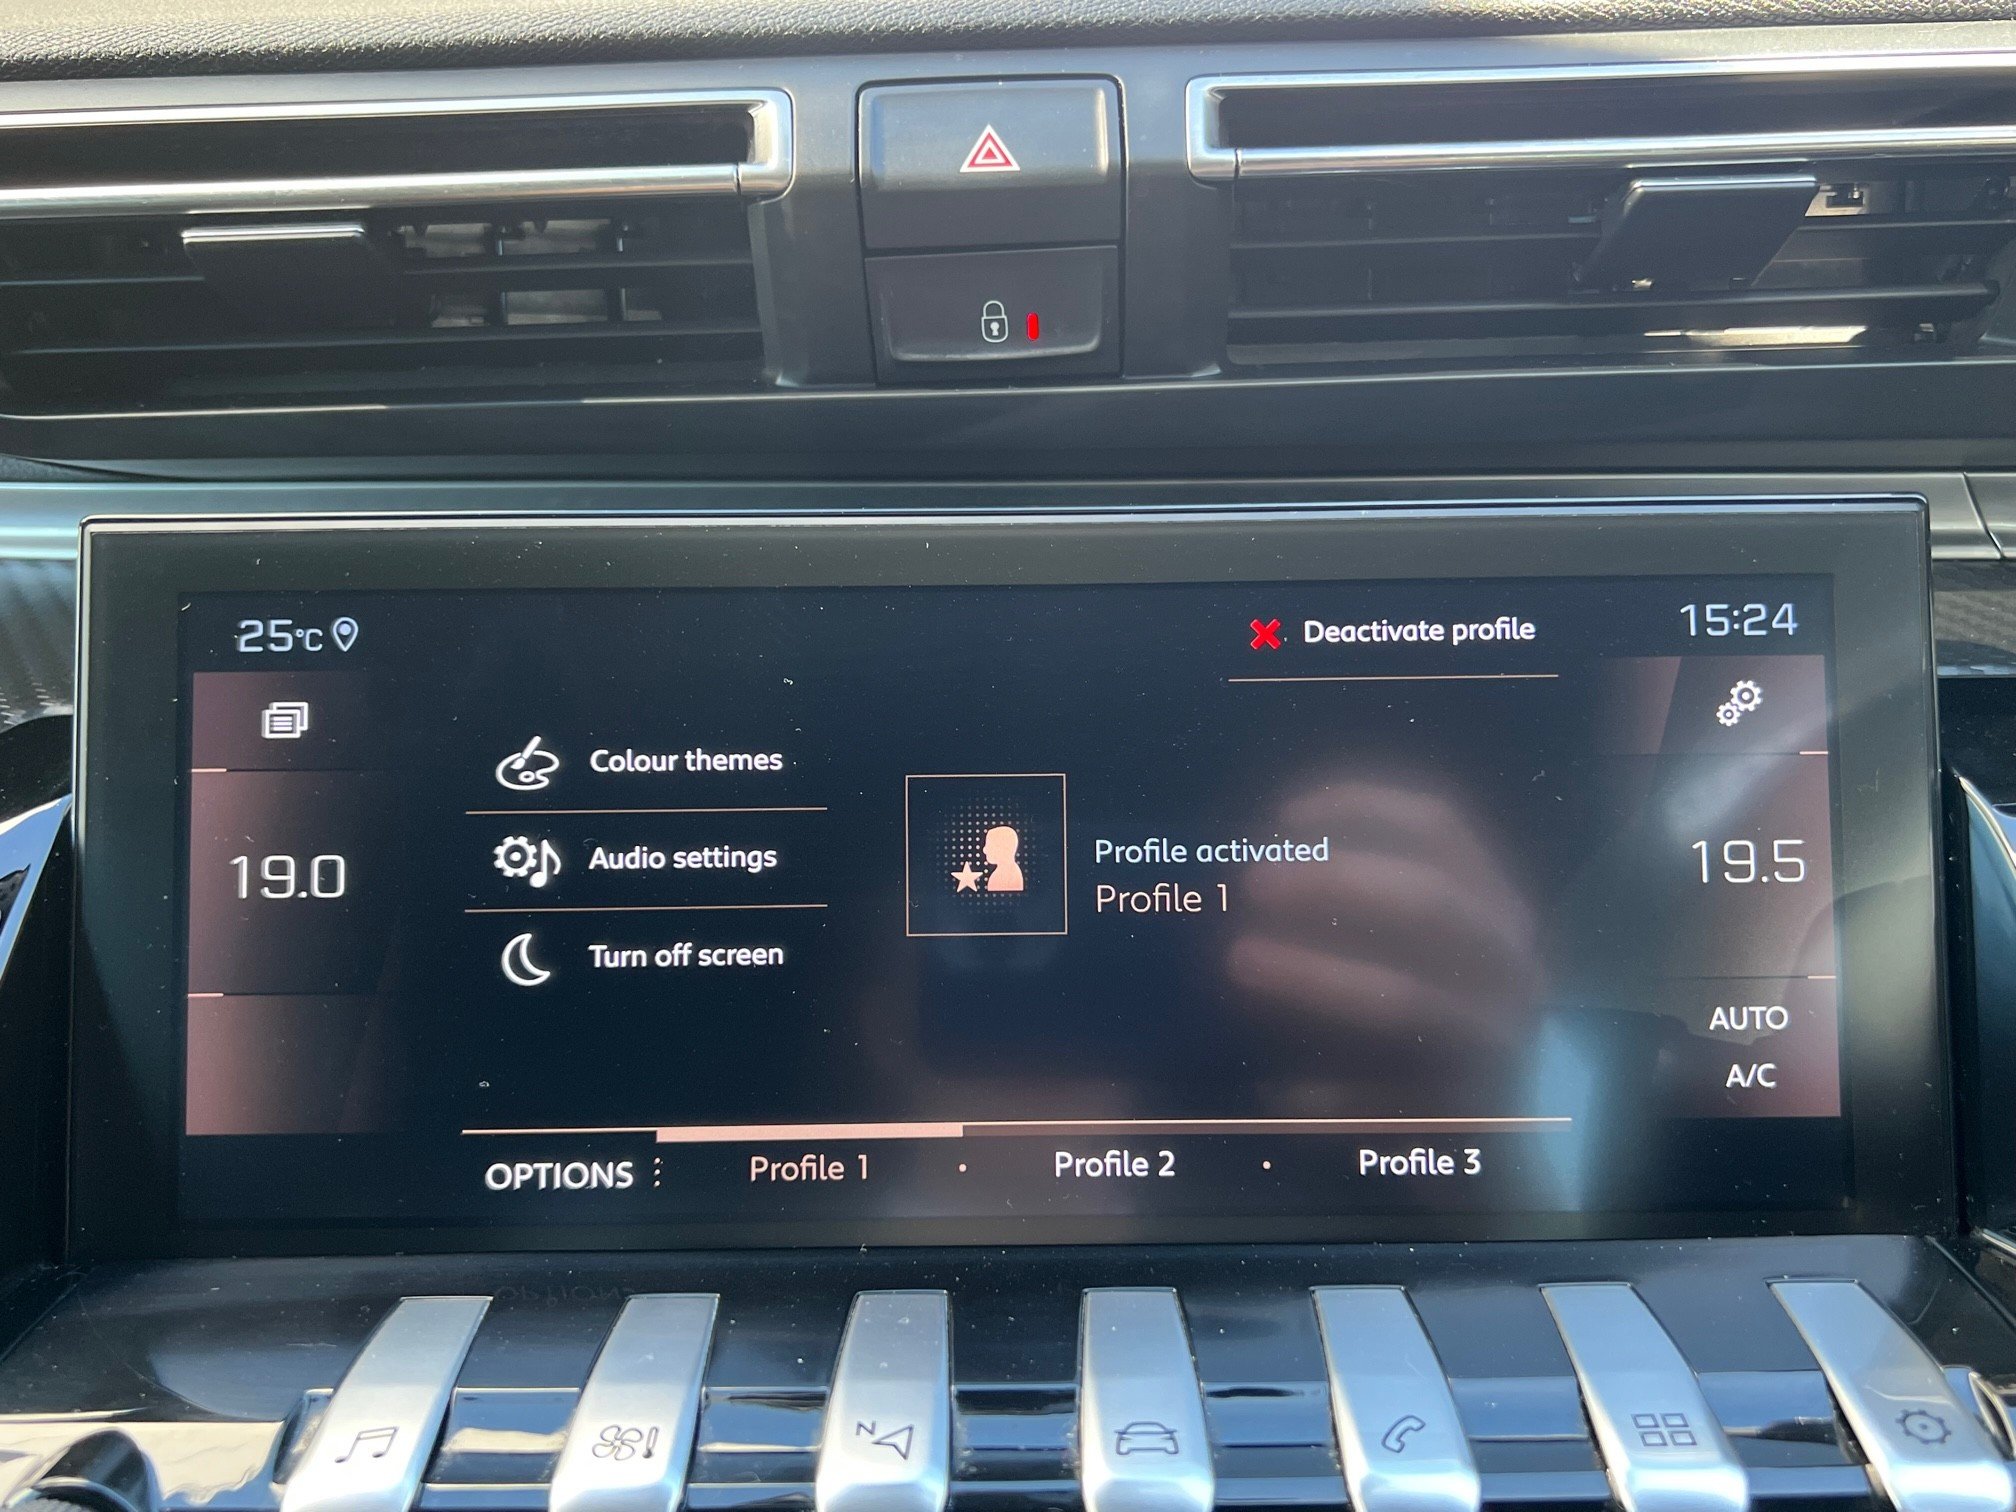 25°C
Deactivate profile
15:24
Colour themes
19.0
Audio settings
Profile activated
Profile 1
19.5
Turn off screen
AUTO
A/C
OPTIONS
Profile 1
Profile 2
Profile 3
N